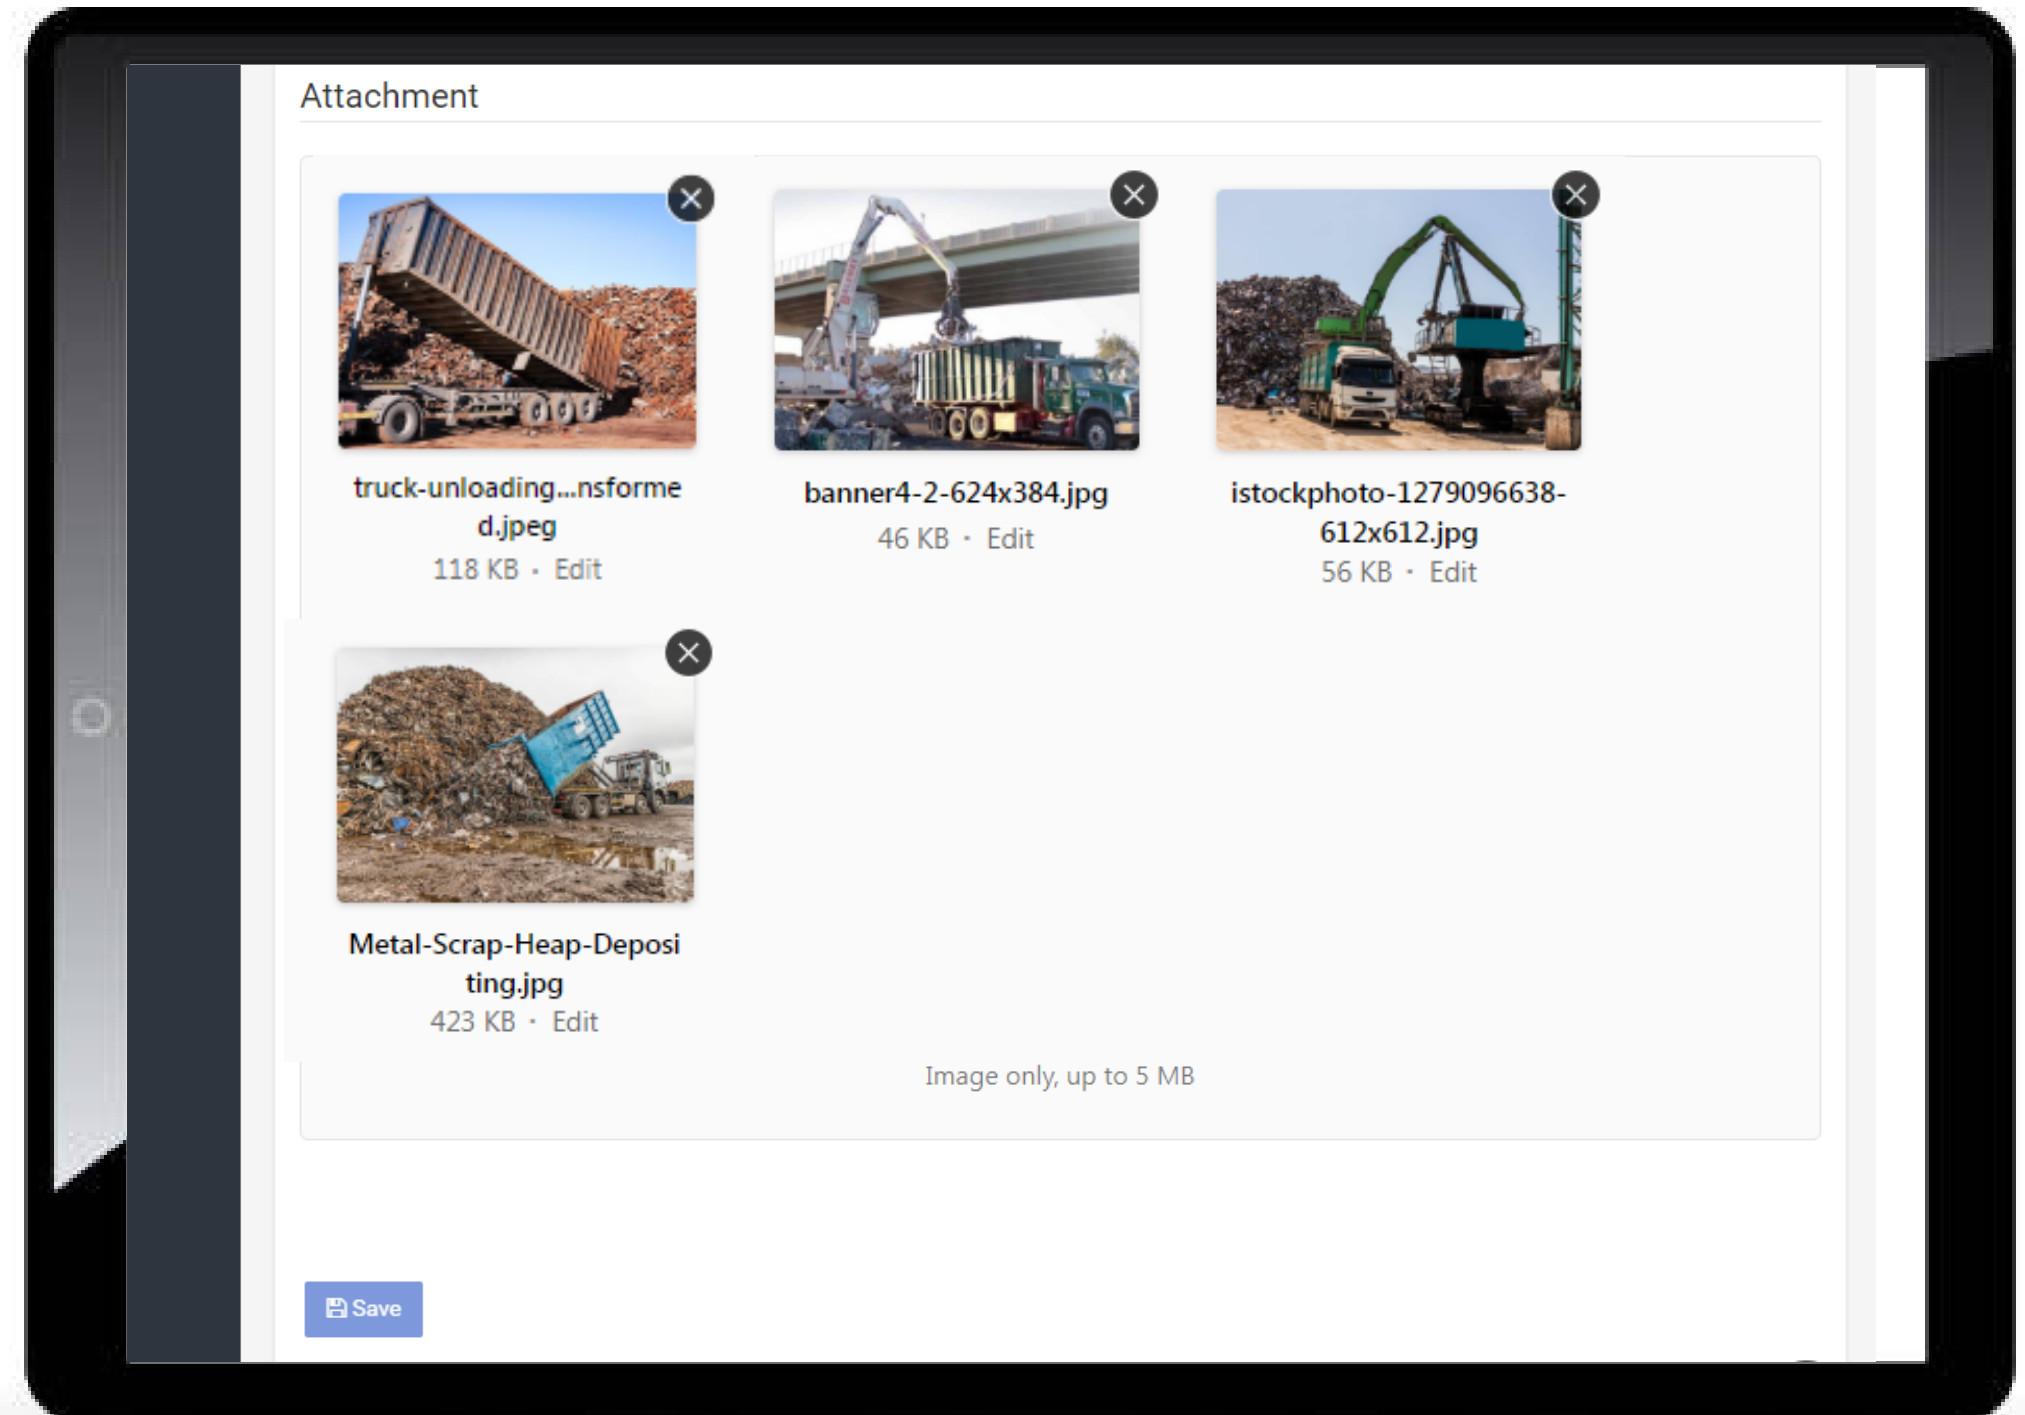 Attachment
truck-unloading...nsforme
d.jpeg
118 KB · Edit
banner4-2-624x384.jpg
46 KB · Edit
istockphoto-1279096638-
612x612.jpg
56 KB · Edit
Metal-Scrap-Heap-Deposi
ting.jpg
423 KB · Edit
Image only, up to 5 MB
Save